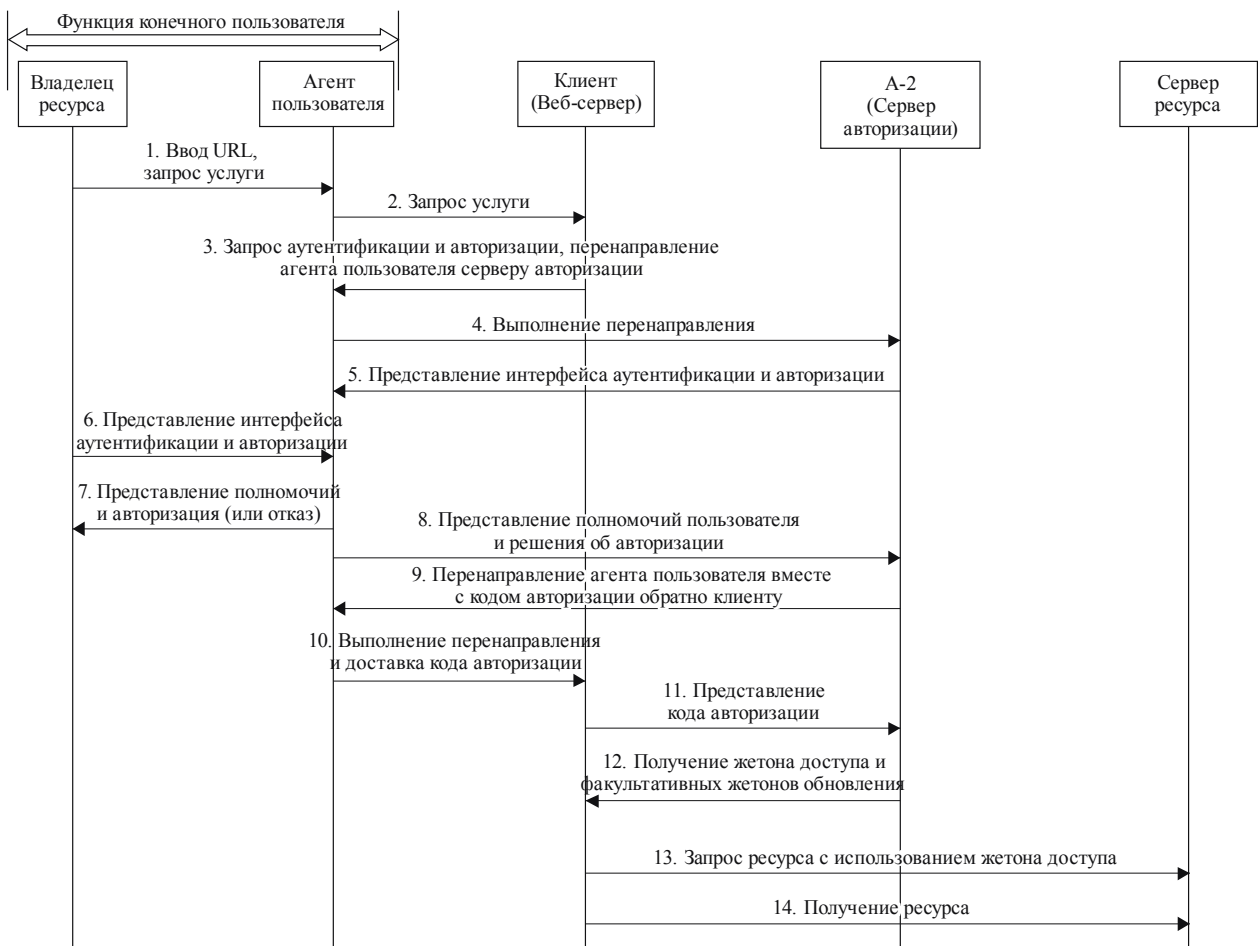 Функция конечного пользователя
Владелец
ресурса
Агент
пользователя
Клиент
(Веб-сервер)
А-2
(Сервер
авторизации)
Сервер
ресурса
1. Ввод URL,
запрос услуги
2. Запрос услуги
3. Запрос аутентификации и авторизации, перенаправление
агента пользователя серверу авторизации
4. Выполнение перенаправления
5. Представление интерфейса аутентификации и авторизации
6. Представление интерфейса
аутентификации и авторизации
7. Представление полномочий
и авторизация (или отказ)
8. Представление полномочий пользователя
и решения об авторизации
9. Перенаправление агента пользователя вместе
с кодом авторизации обратно клиенту
10. Выполнение перенаправления
и доставка кода авторизации
11. Представление
кода авторизации
12. Получение жетона доступа и
факультативных жетонов обновления
13. Запрос ресурса с использованием жетона доступа
14. Получение ресурса